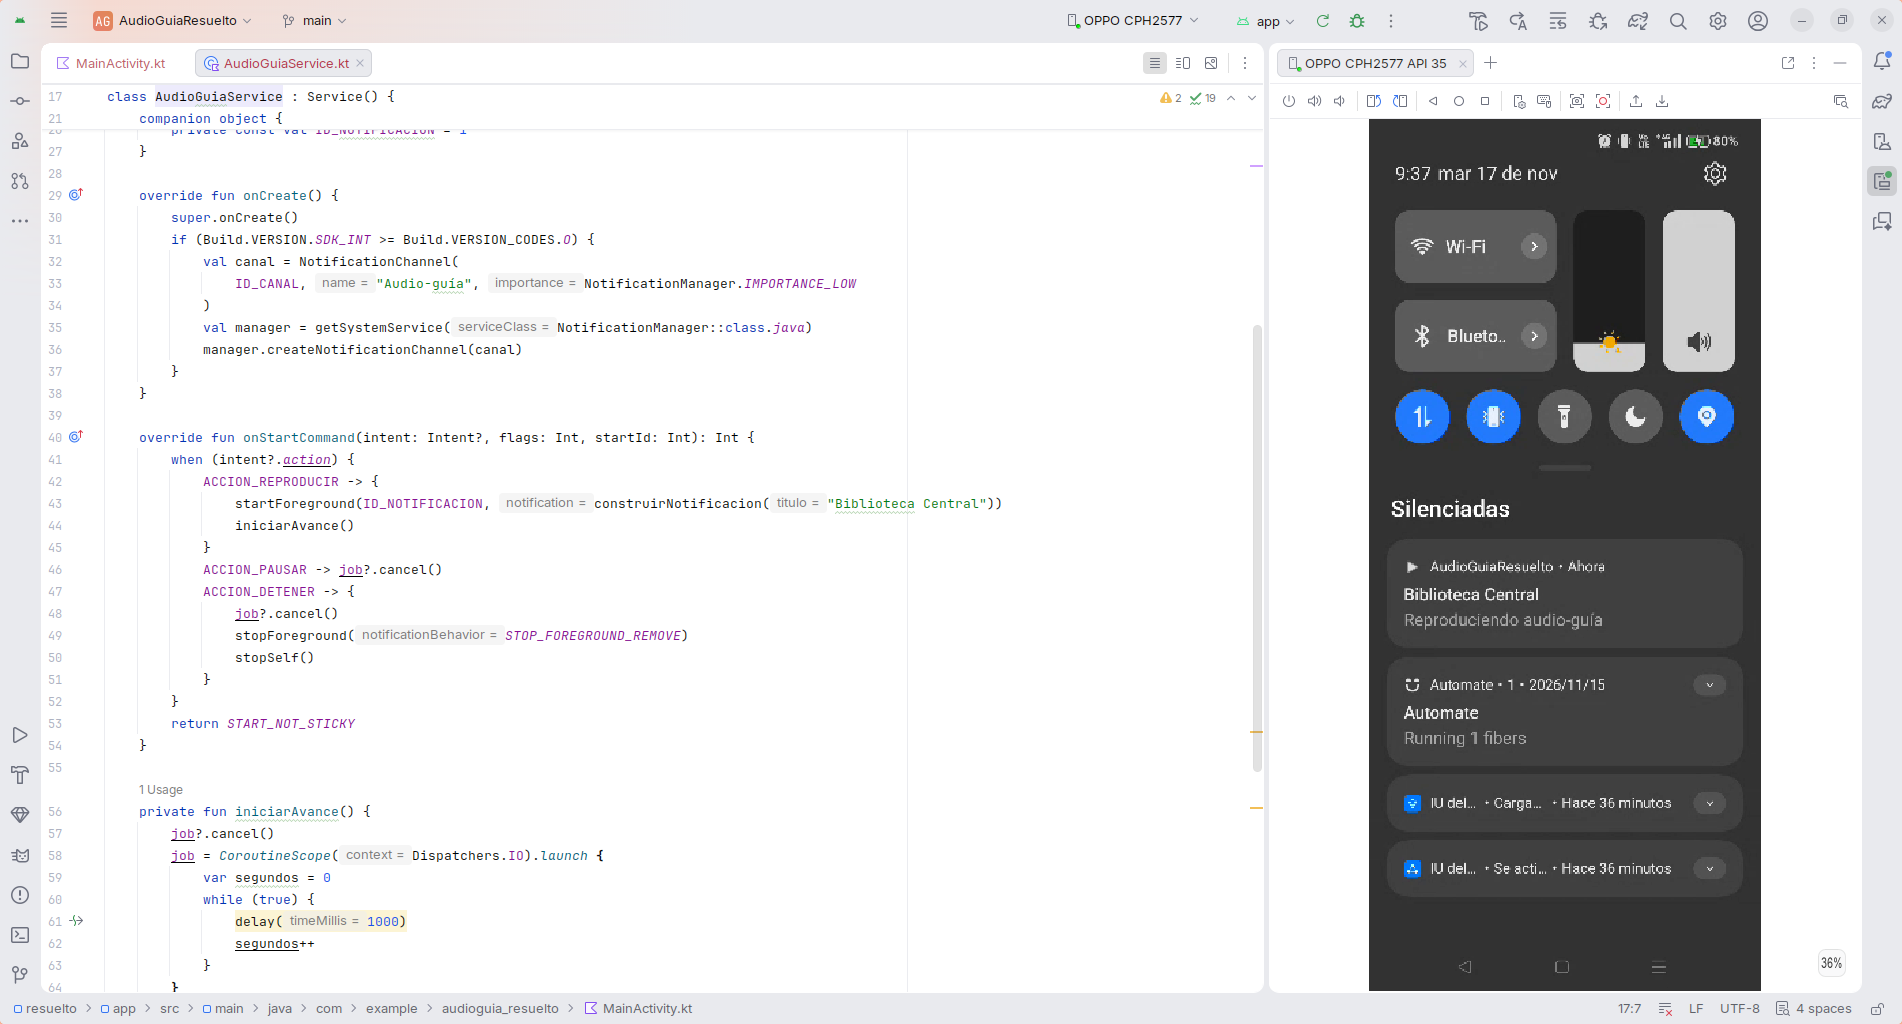 AG AudioGuiaResuelto main OPPO CPH2577 app
MainActivity.kt AudioGuiaService.kt
OPPO CPH2577 API 35
17 class AudioGuiaService : Service() { 2 19
21 companion object {
26 private const val ID_NOTIFICACION = 1
27 }
28
29 override fun onCreate() {
30 super.onCreate()
31 if (Build.VERSION.SDK_INT >= Build.VERSION_CODES.O) {
32 val canal = NotificationChannel(
33 ID_CANAL, name = "Audio-guía", importance = NotificationManager.IMPORTANCE_LOW
34 )
35 val manager = getSystemService( serviceClass = NotificationManager::class.java)
36 manager.createNotificationChannel(canal)
37 }
38 }
39
40 override fun onStartCommand(intent: Intent?, flags: Int, startId: Int): Int {
41 when (intent?.action) {
42 ACCION_REPRODUCIR -> {
43 startForeground(ID_NOTIFICACION, notification = construirNotificacion( titulo = "Biblioteca Central"))
44 iniciarAvance()
45 }
46 ACCION_PAUSAR -> job?.cancel()
47 ACCION_DETENER -> {
48 job?.cancel()
49 stopForeground( notificationBehavior = STOP_FOREGROUND_REMOVE)
50 stopSelf()
51 }
52 }
53 return START_NOT_STICKY
54 }
55
1 Usage
56 private fun iniciarAvance() {
57 job?.cancel()
58 job = CoroutineScope( context = Dispatchers.IO).launch {
59 var segundos = 0
60 while (true) {
61 delay( timeMillis = 1000)
62 segundos++
63 }
64 }
80%
9:37 mar 17 de nov
Wi-Fi
Blueto..
Silenciadas
AudioGuiaResuelto • Ahora
Biblioteca Central
Reproduciendo audio-guía
Automate • 1 • 2026/11/15
Automate
Running 1 fibers
IU del... • Carga... • Hace 36 minutos
IU del... • Se acti... • Hace 36 minutos
36%
resuelto > app > src > main > java > com > example > audioguia_resuelto > MainActivity.kt
17:7 LF UTF-8 4 spaces